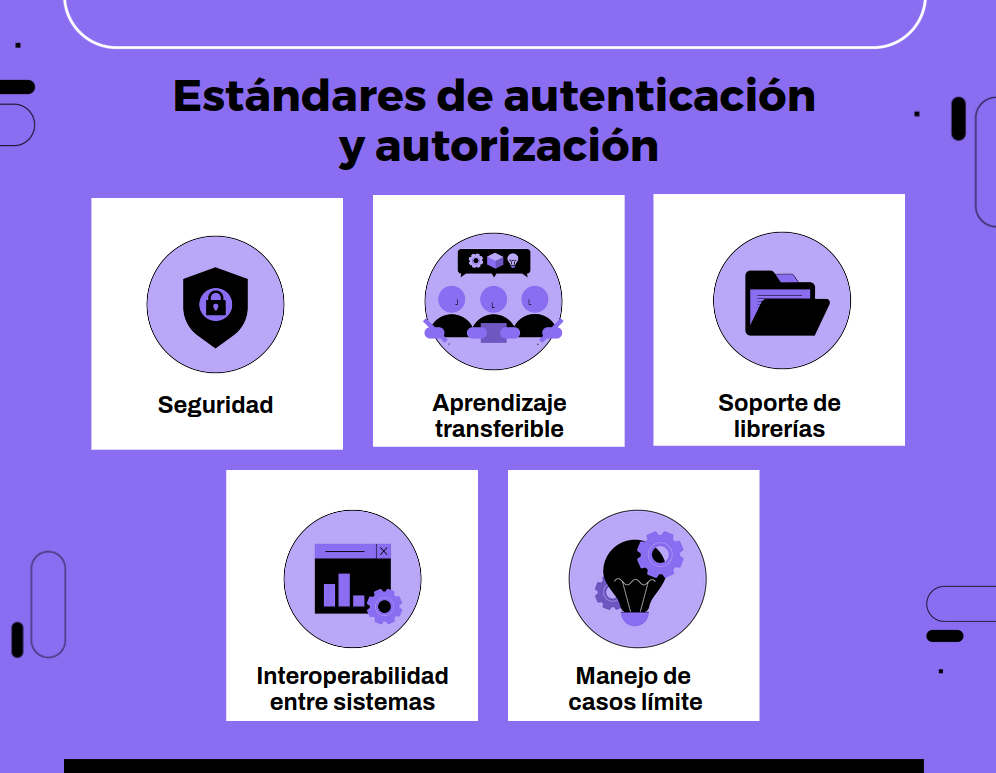 Estándares de autenticación
y autorización
Seguridad
Aprendizaje
transferible
Soporte de
librerías
Interoperabilidad
entre sistemas
Manejo de
casos límite